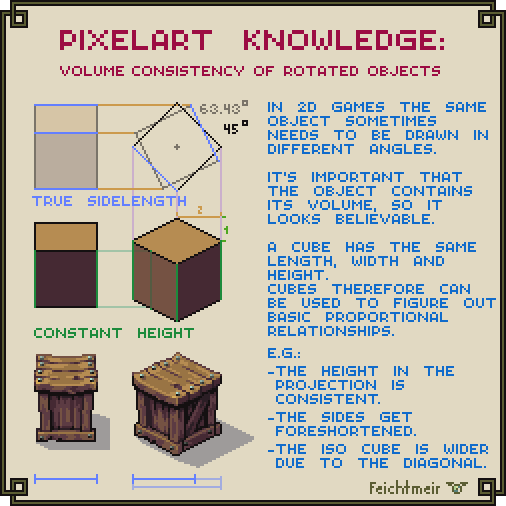 PIXELART KNOWLEDGE:
VOLUME CONSISTENCY OF ROTATED OBJECTS
63.43°
45°
TRUE SIDELENGTH
2
1
CONSTANT HEIGHT
IN 2D GAMES THE SAME
OBJECT SOMETIMES
NEEDS TO BE DRAWN IN
DIFFERENT ANGLES.
IT'S IMPORTANT THAT
THE OBJECT CONTAINS
ITS VOLUME, SO IT
LOOKS BELIEVABLE.
A CUBE HAS THE SAME
LENGTH, WIDTH AND
HEIGHT.
CUBES THEREFORE CAN
BE USED TO FIGURE OUT
BASIC PROPORTIONAL
RELATIONSHIPS.
E.G.:
-THE HEIGHT IN THE
PROJECTION IS
CONSISTENT.
-THE SIDES GET
FORESHORTENED.
-THE ISO CUBE IS WIDER
DUE TO THE DIAGONAL.
Feichtmeir